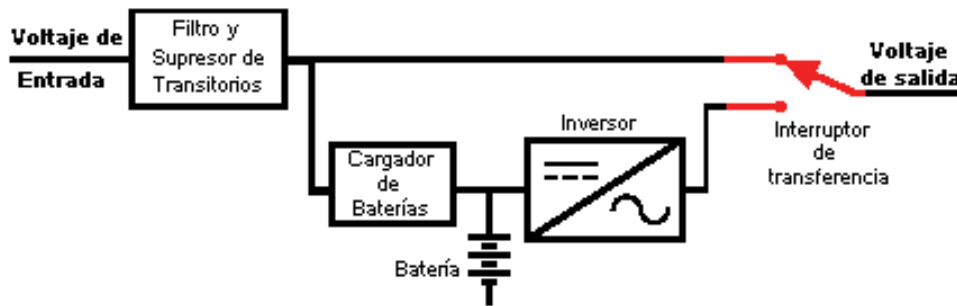 Voltaje de
Entrada
Filtro y
Supresor de
Transitorios
Voltaje
de salida
Interruptor
de
transferencia
Inversor
Cargador
de
Baterías
Batería